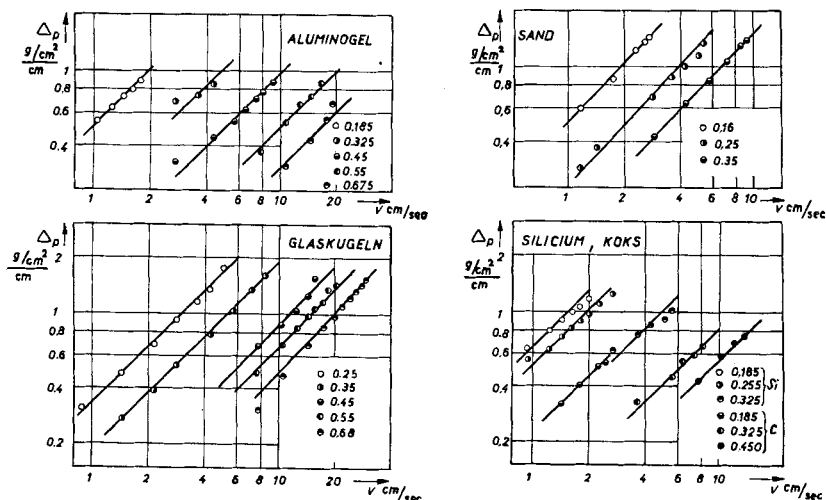 ALUMINOGEL
Δp
g/cm²
cm
1
0,8
0,6
0,4
0,185
0,325
0,45
0,55
0,675
1 2 4 6 8 10 20
v cm/sec
SAND
Δp
g/cm²
cm
1
0,8
0,6
0,4
0,16
0,25
0.35
1 2 4 6 8 10
v cm/sec
GLASKUGELN
Δp
g/cm²
cm
2
1
0,8
0,6
0,4
0,2
0.25
0.35
0,45
0,55
0.68
1 2 4 6 8 10 20
v cm/sec
SILICIUM, KOKS
Δp
g/cm²
cm
2
1
0,8
0,6
0,4
0,2
0,185
0.255
0.325
Si
0.185
0.325
0.450
C
1 2 4 6 8 10
v cm/sec